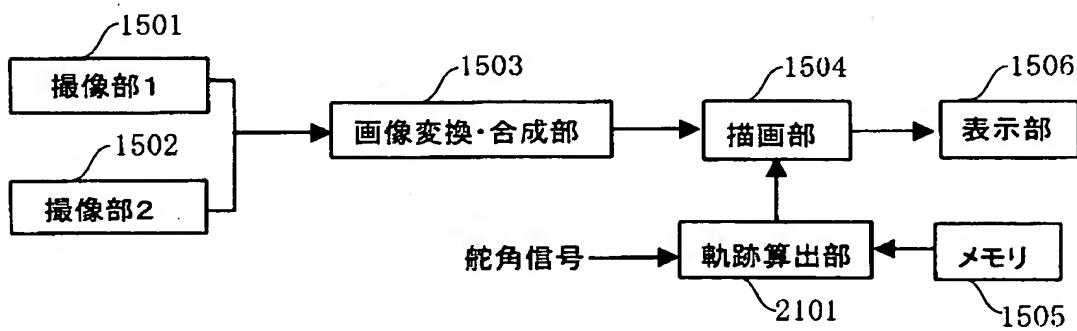 1501
撮像部1
1502
撮像部2
1503
画像変換・合成部
1504
描画部
1506
表示部
舵角信号
軌跡算出部
2101
メモリ
1505